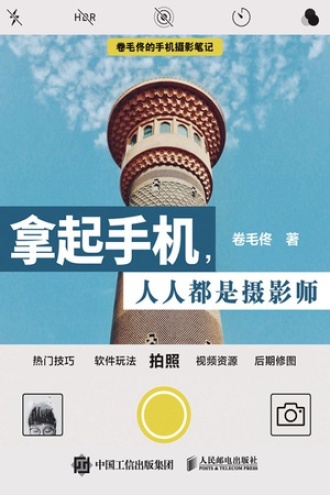 HDR
卷毛佟的手机摄影笔记
拿起手机，
卷毛佟 著
人人都是摄影师
热门技巧 软件玩法 拍照 视频资源 后期修图
中国工信出版集团
人民邮电出版社
POSTS & TELECOM PRESS